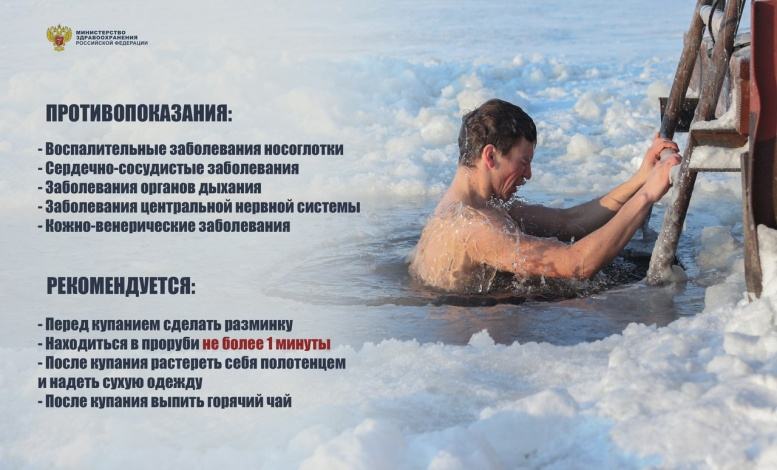 МИНИСТЕРСТВО
ЗДРАВООХРАНЕНИЯ
РОССИЙСКОЙ ФЕДЕРАЦИИ
ПРОТИВОПОКАЗАНИЯ:
- Воспалительные заболевания носоглотки
- Сердечно-сосудистые заболевания
- Заболевания органов дыхания
- Заболевания центральной нервной системы
- Кожно-венерические заболевания
РЕКОМЕНДУЕТСЯ:
- Перед купанием сделать разминку
- Находиться в проруби не более 1 минуты
- После купания растереть себя полотенцем
и надеть сухую одежду
- После купания выпить горячий чай